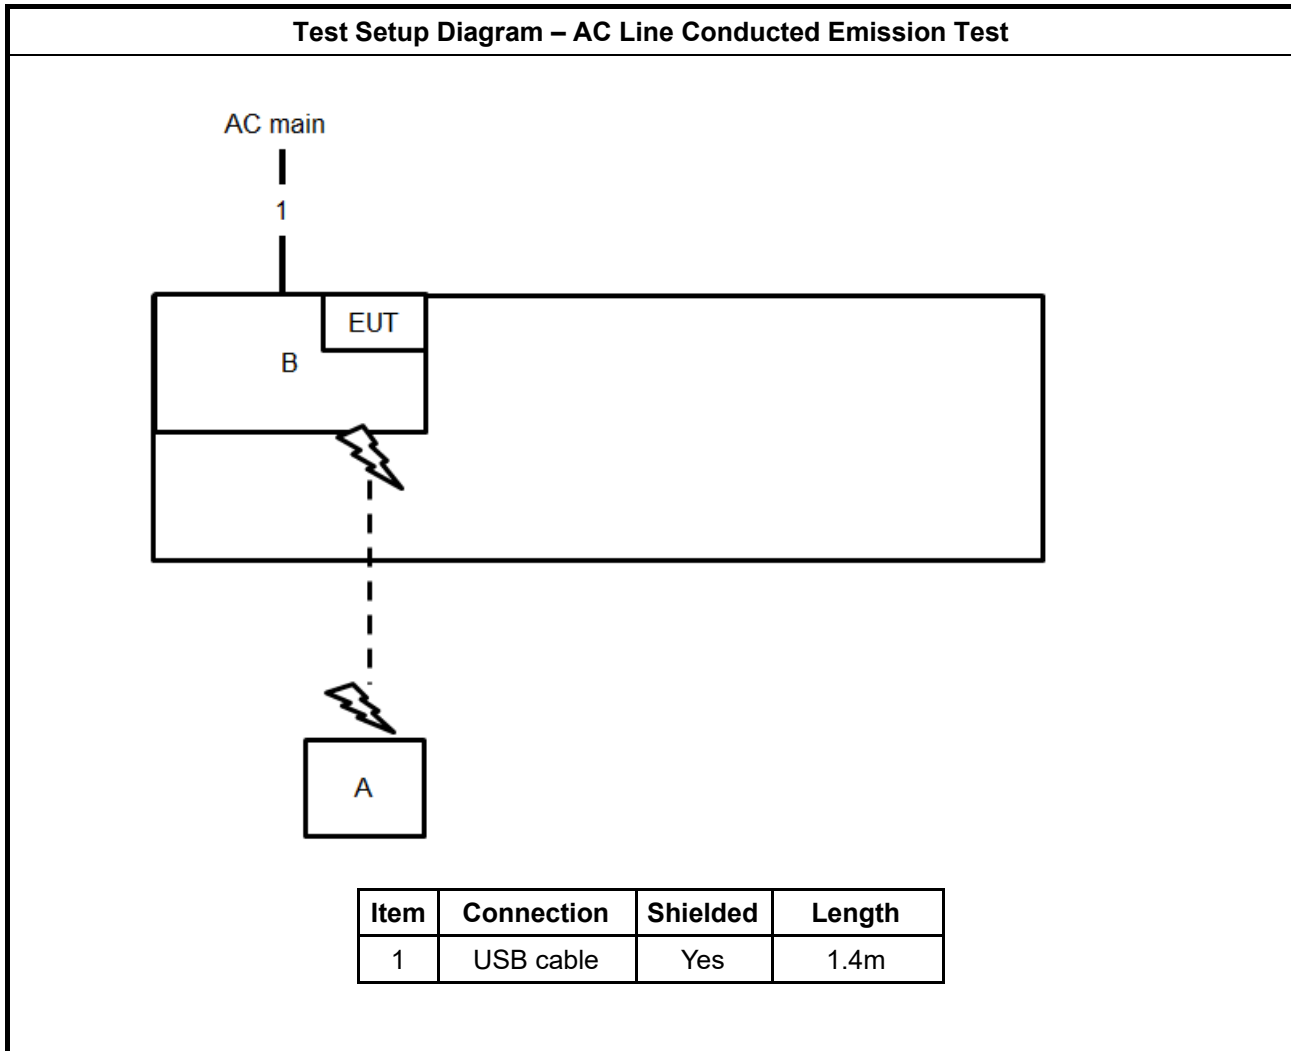 Test Setup Diagram – AC Line Conducted Emission Test
AC main
1
EUT
B
A
Item Connection Shielded Length
1 USB cable Yes 1.4m